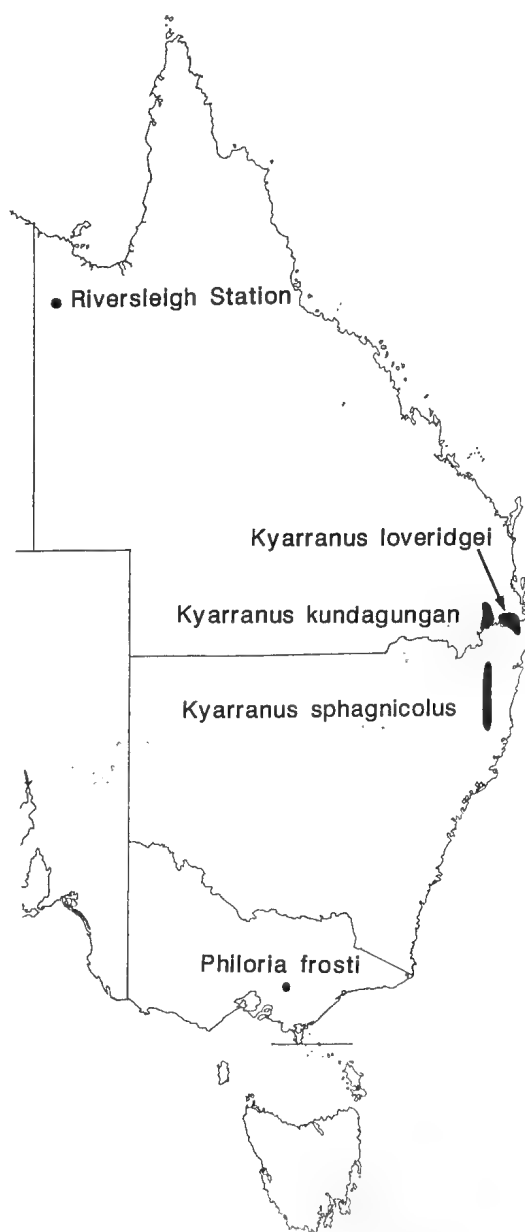 Riversleigh Station
Kyarranus loveridgei
Kyarranus kundagungan
Kyarranus sphagnicolus
Philoria frosti